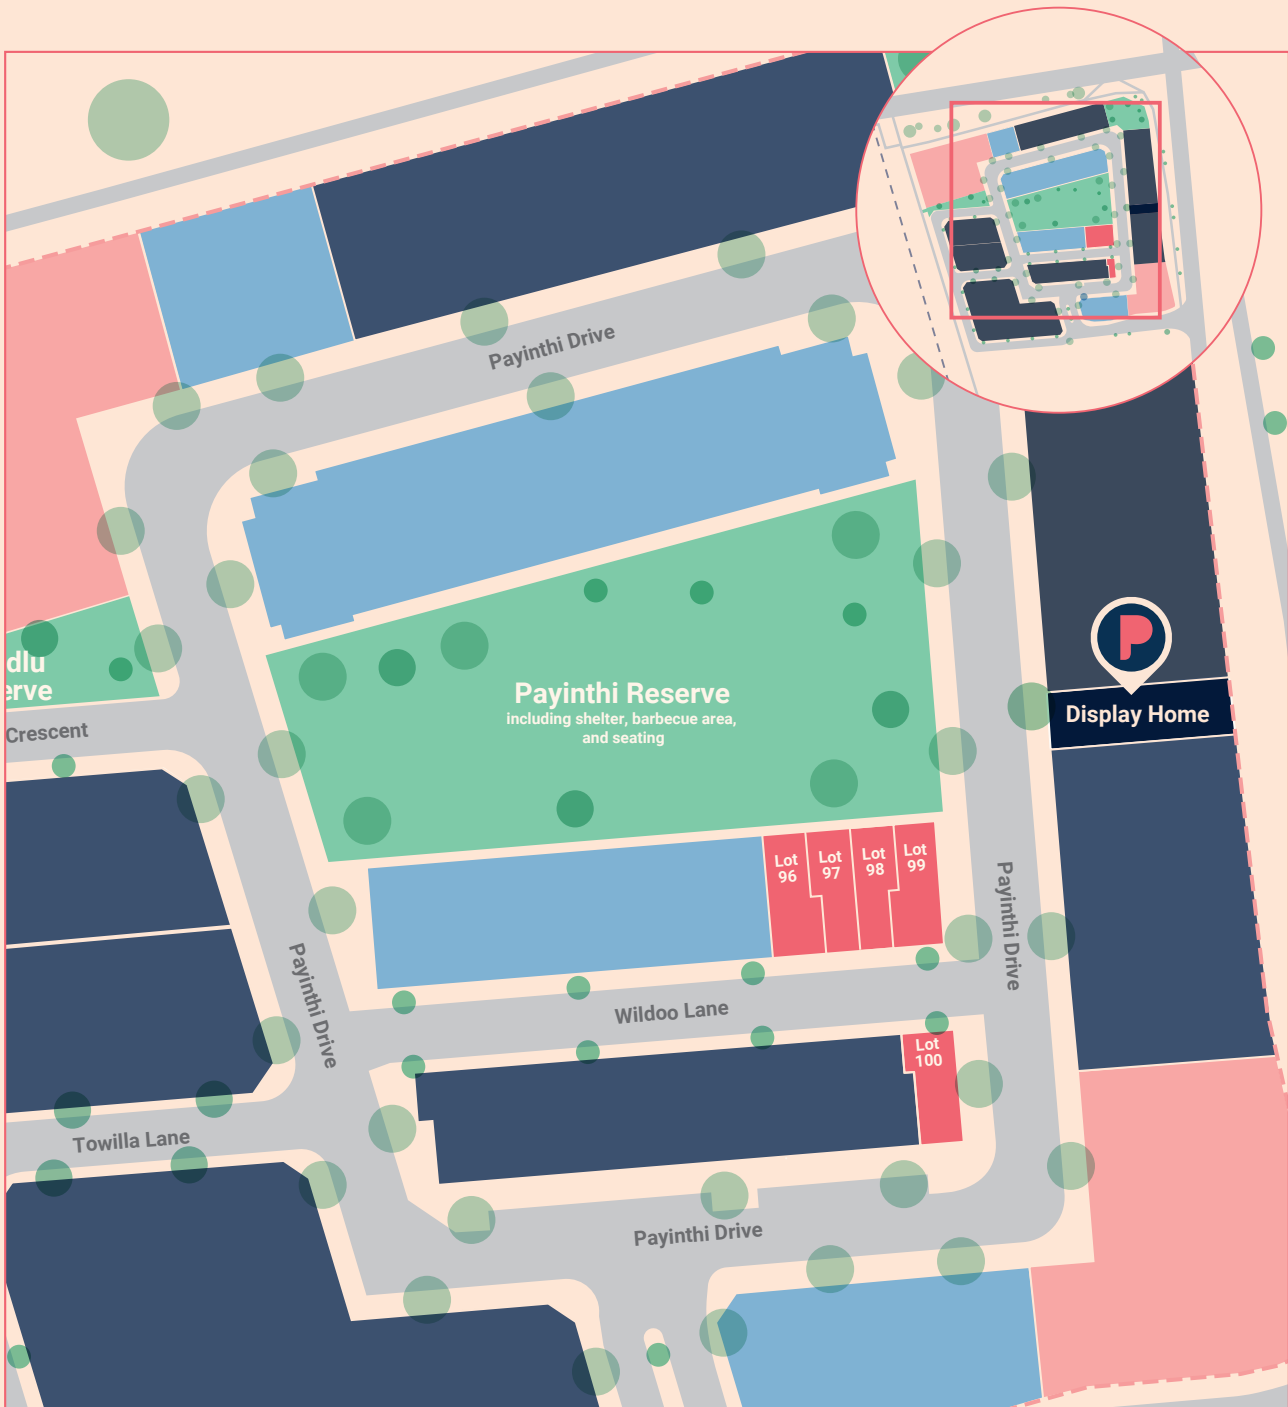 Payinthi Drive
dlu
erve
Crescent
Payinthi Reserve
including shelter, barbecue area,
and seating
P
Display Home
Lot
96
Lot
97
Lot
98
Lot
99
Payinthi Drive
Payinthi Drive
Wildoo Lane
Lot
100
Towilla Lane
Payinthi Drive